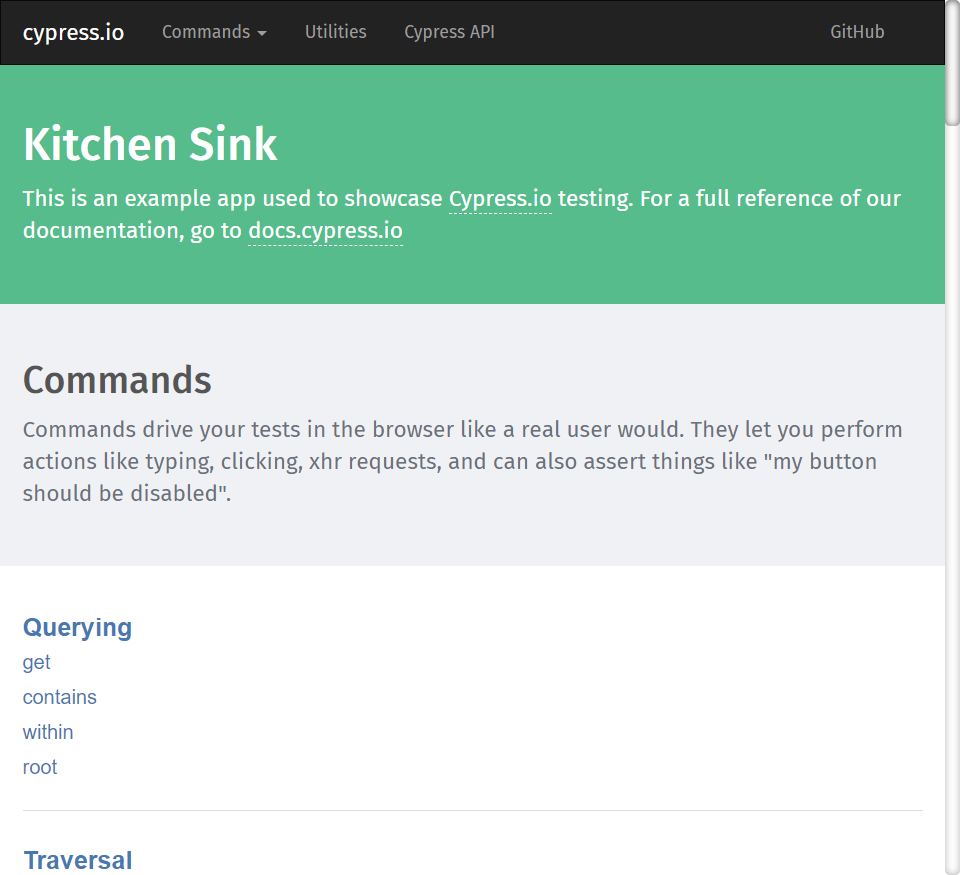 cypress.io Commands Utilities Cypress API GitHub
Kitchen Sink
This is an example app used to showcase Cypress.io testing. For a full reference of our
documentation, go to docs.cypress.io
Commands
Commands drive your tests in the browser like a real user would. They let you perform
actions like typing, clicking, xhr requests, and can also assert things like "my button
should be disabled".
Querying
get
contains
within
root
Traversal